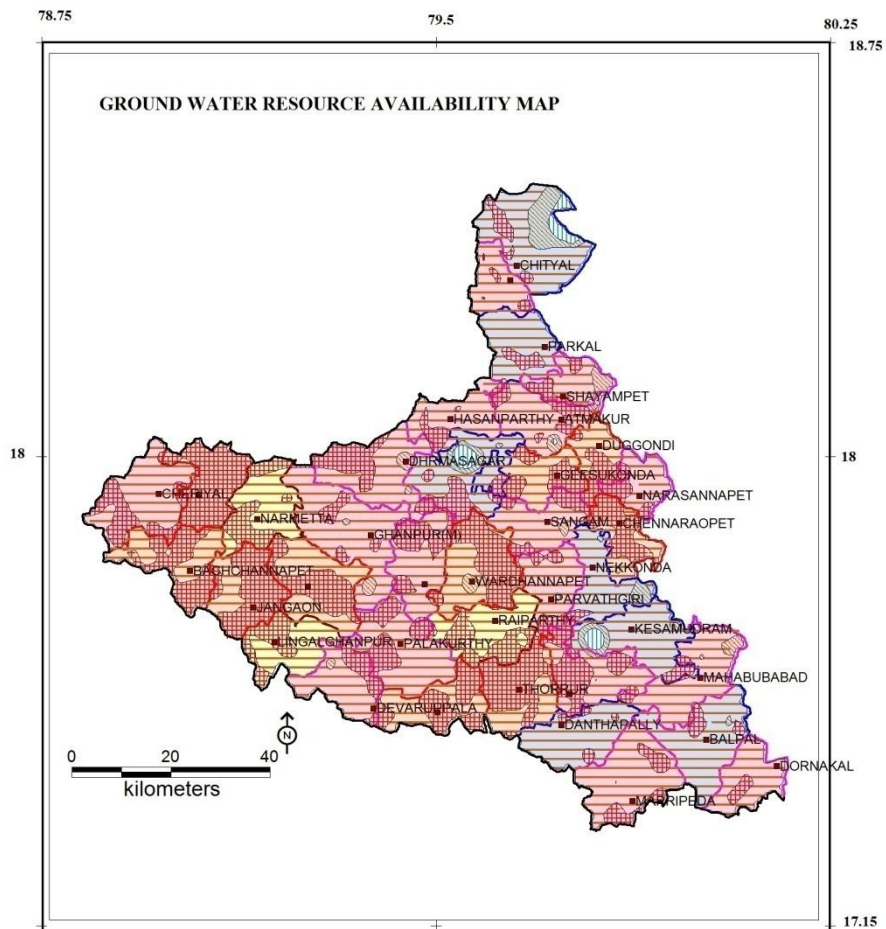 78.75 79.5 80.25
18.75
GROUND WATER RESOURCE AVAILABILITY MAP
CHITYAL
PARKAL
SHAYAMPET
HASANPARTHY ATMAKUR
DUGGONDI
18 DHRMASAGAR 18
GEESUKONDA
CHERIYAL NARASANNAPET
NARMETTA SANGAM CHENNARAOPET
GHANPUR(M)
BAGHCHANNAPET NEKKONDA
WARDHANNAPET
JANGAON PARVATHGIRI
RAIPARTHY KESAMUDRAM
LINGALGHANPUR PALAKURTHY
MAHABUBABAD
THORRUR
DEVARUPPALA
DANTHAPALLY
N BALPAL
0 20 40 DORNAKAL
kilometers
MARRIPEDA
17.15